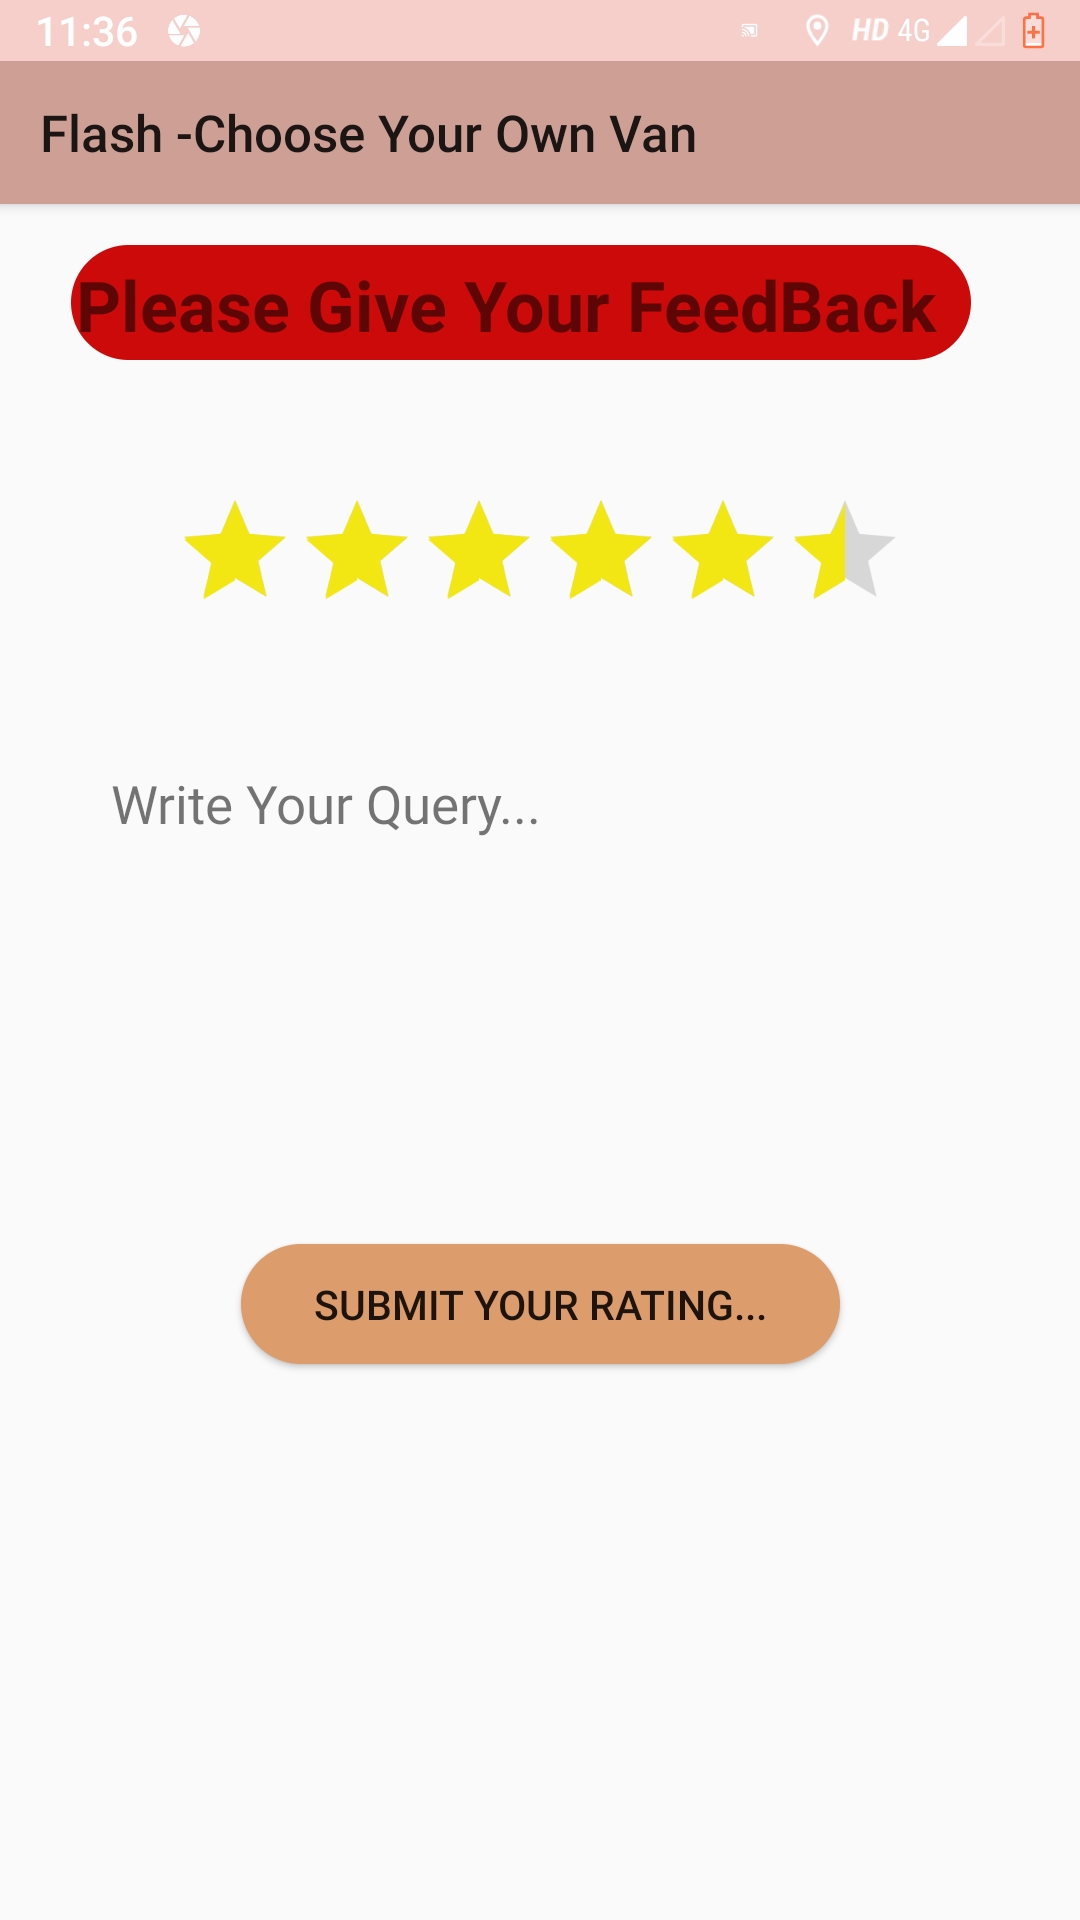 11:36 HD 4G
Flash -Choose Your Own Van
Please Give Your FeedBack
Write Your Query...
SUBMIT YOUR RATING...